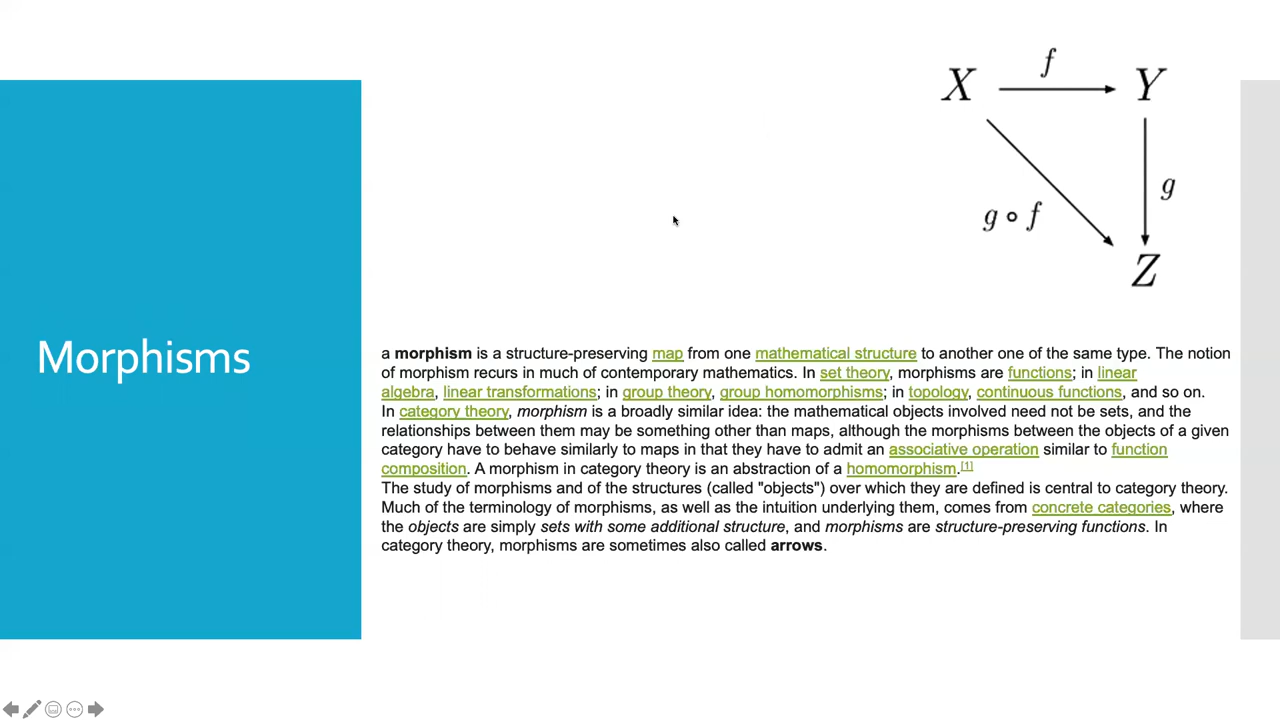 X
f
Y
g
g ∘ f
Z
Morphisms
a morphism is a structure-preserving map from one mathematical structure to another one of the same type. The notion
of morphism recurs in much of contemporary mathematics. In set theory, morphisms are functions; in linear
algebra, linear transformations; in group theory, group homomorphisms; in topology, continuous functions, and so on.
In category theory, morphism is a broadly similar idea: the mathematical objects involved need not be sets, and the
relationships between them may be something other than maps, although the morphisms between the objects of a given
category have to behave similarly to maps in that they have to admit an associative operation similar to function
composition. A morphism in category theory is an abstraction of a homomorphism.[1]
The study of morphisms and of the structures (called "objects") over which they are defined is central to category theory.
Much of the terminology of morphisms, as well as the intuition underlying them, comes from concrete categories, where
the objects are simply sets with some additional structure, and morphisms are structure-preserving functions. In
category theory, morphisms are sometimes also called arrows.